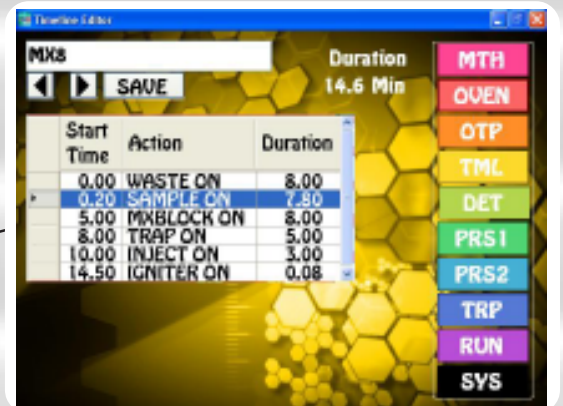 Timeline Editor
MX8
Duration
14.6 Min
SAVE
Start Time Action Duration
0.00 WASTE ON 8.00
0.20 SAMPLE ON 7.80
5.00 MXBLOCK ON 8.00
8.00 TRAP ON 5.00
10.00 INJECT ON 3.00
14.50 IGNITER ON 0.08
MTH
OVEN
OTP
TML
DET
PRS1
PRS2
TRP
RUN
SYS